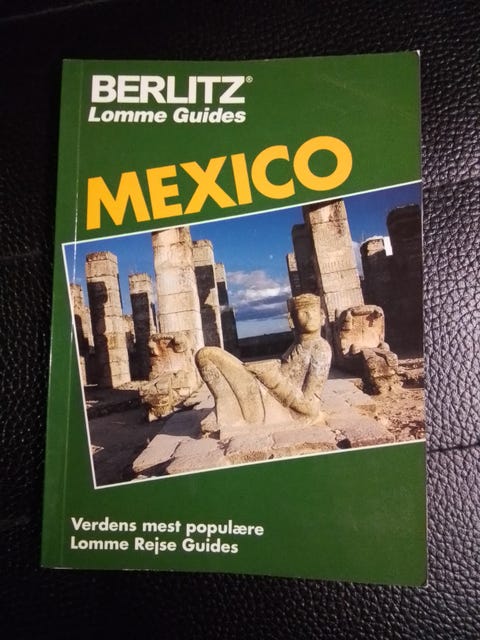 BERLITZ®
Lomme Guides
MEXICO
Verdens mest populære
Lomme Rejse Guides